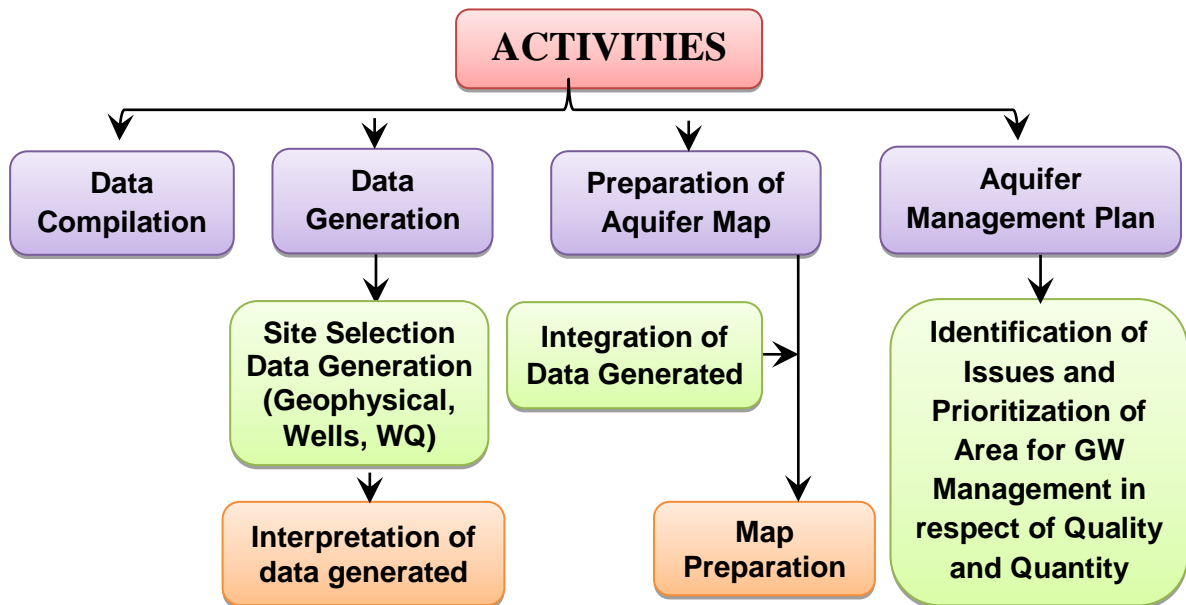 ACTIVITIES
Data
Compilation
Data
Generation
Preparation of
Aquifer Map
Aquifer
Management Plan
Site Selection
Data Generation
(Geophysical,
Wells, WQ)
Integration of
Data Generated
Identification of
Issues and
Prioritization of
Area for GW
Management in
respect of Quality
and Quantity
Interpretation of
data generated
Map
Preparation